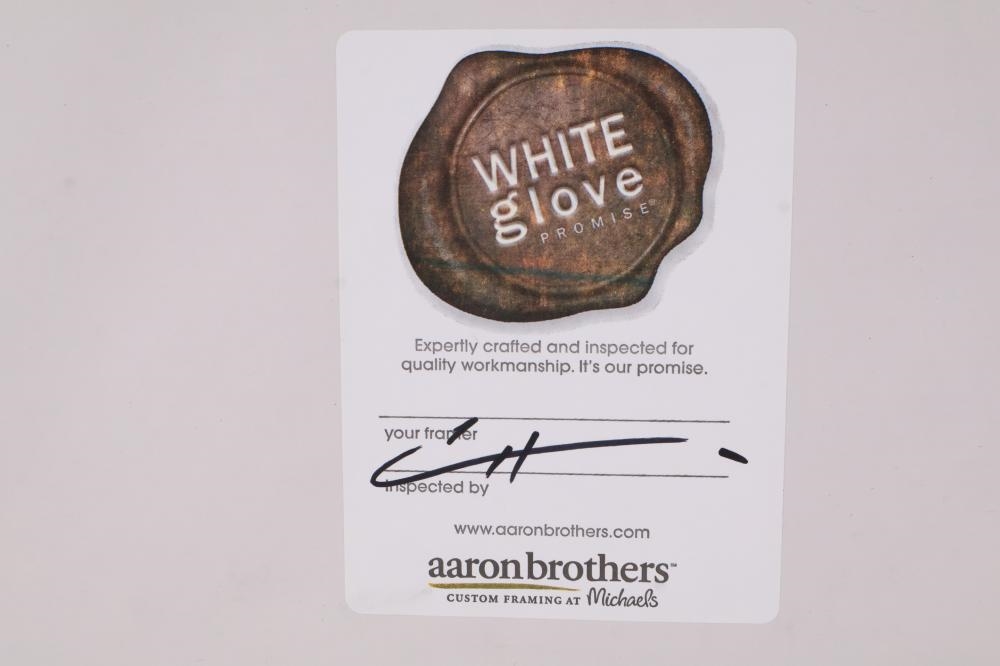 WHITE
glove
PROMISE®
Expertly crafted and inspected for
quality workmanship. It's our promise.
your framer
inspected by
www.aaronbrothers.com
aaronbrothers™
CUSTOM FRAMING AT Michaels